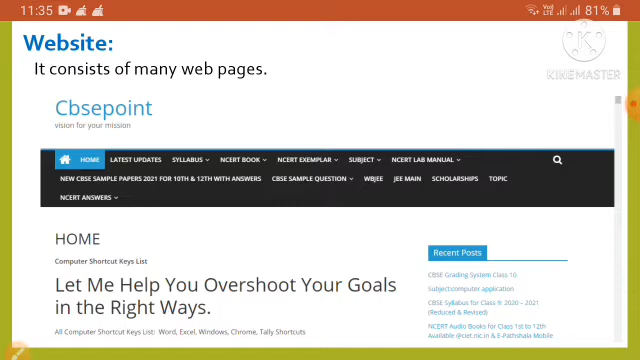 11:35
81%
Website:
It consists of many web pages.
KINEMASTER
Cbsepoint
vision for your mission
HOME LATEST UPDATES SYLLABUS NCERT BOOK NCERT EXEMPLAR SUBJECT NCERT LAB MANUAL
NEW CBSE SAMPLE PAPERS 2021 FOR 10TH & 12TH WITH ANSWERS CBSE SAMPLE QUESTION WBJEE JEE MAIN SCHOLARSHIPS TOPIC
NCERT ANSWERS
HOME
Computer Shortcut Keys List
Let Me Help You Overshoot Your Goals
in the Right Ways.
All Computer Shortcut Keys List: Word, Excel, Windows, Chrome, Tally Shortcuts
Recent Posts
CBSE Grading System Class 10
Subject:computer application
CBSE Syllabus for Class 9: 2020 – 2021
(Reduced & Revised)
NCERT Audio Books for Class 1st to 12th
Available @ciet.nic.in & E-Pathshala Mobile